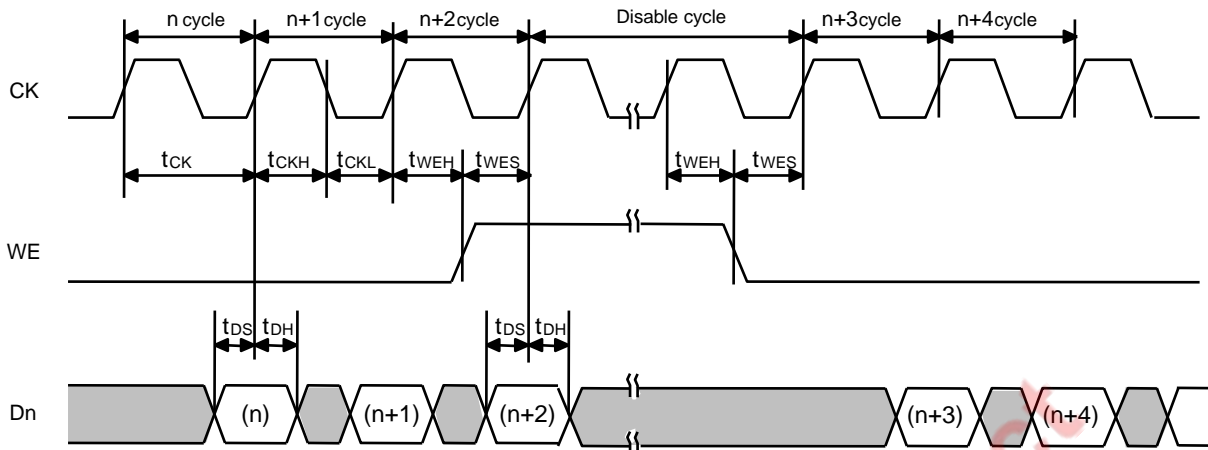 n cycle n+1 cycle n+2 cycle Disable cycle n+3 cycle n+4 cycle
CK
tCK tCKH tCKL tWEH tWES tWEH tWES
WE
tDS tDH tDS tDH
Dn (n) (n+1) (n+2) (n+3) (n+4)